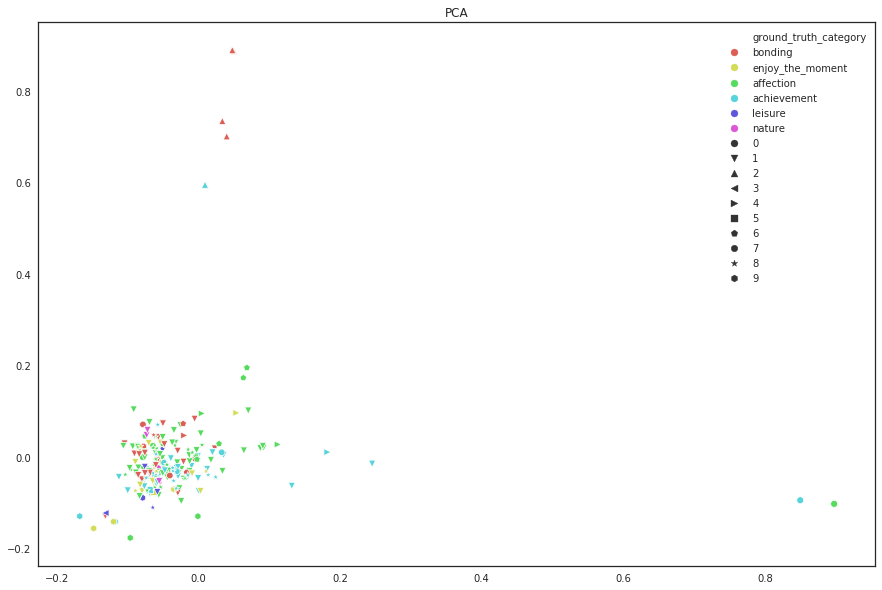 PCA
ground_truth_category
bonding
enjoy_the_moment
affection
achievement
leisure
nature
0
1
2
3
4
5
6
7
8
9
0.8
0.6
0.4
0.2
0.0
−0.2
−0.2 0.0 0.2 0.4 0.6 0.8